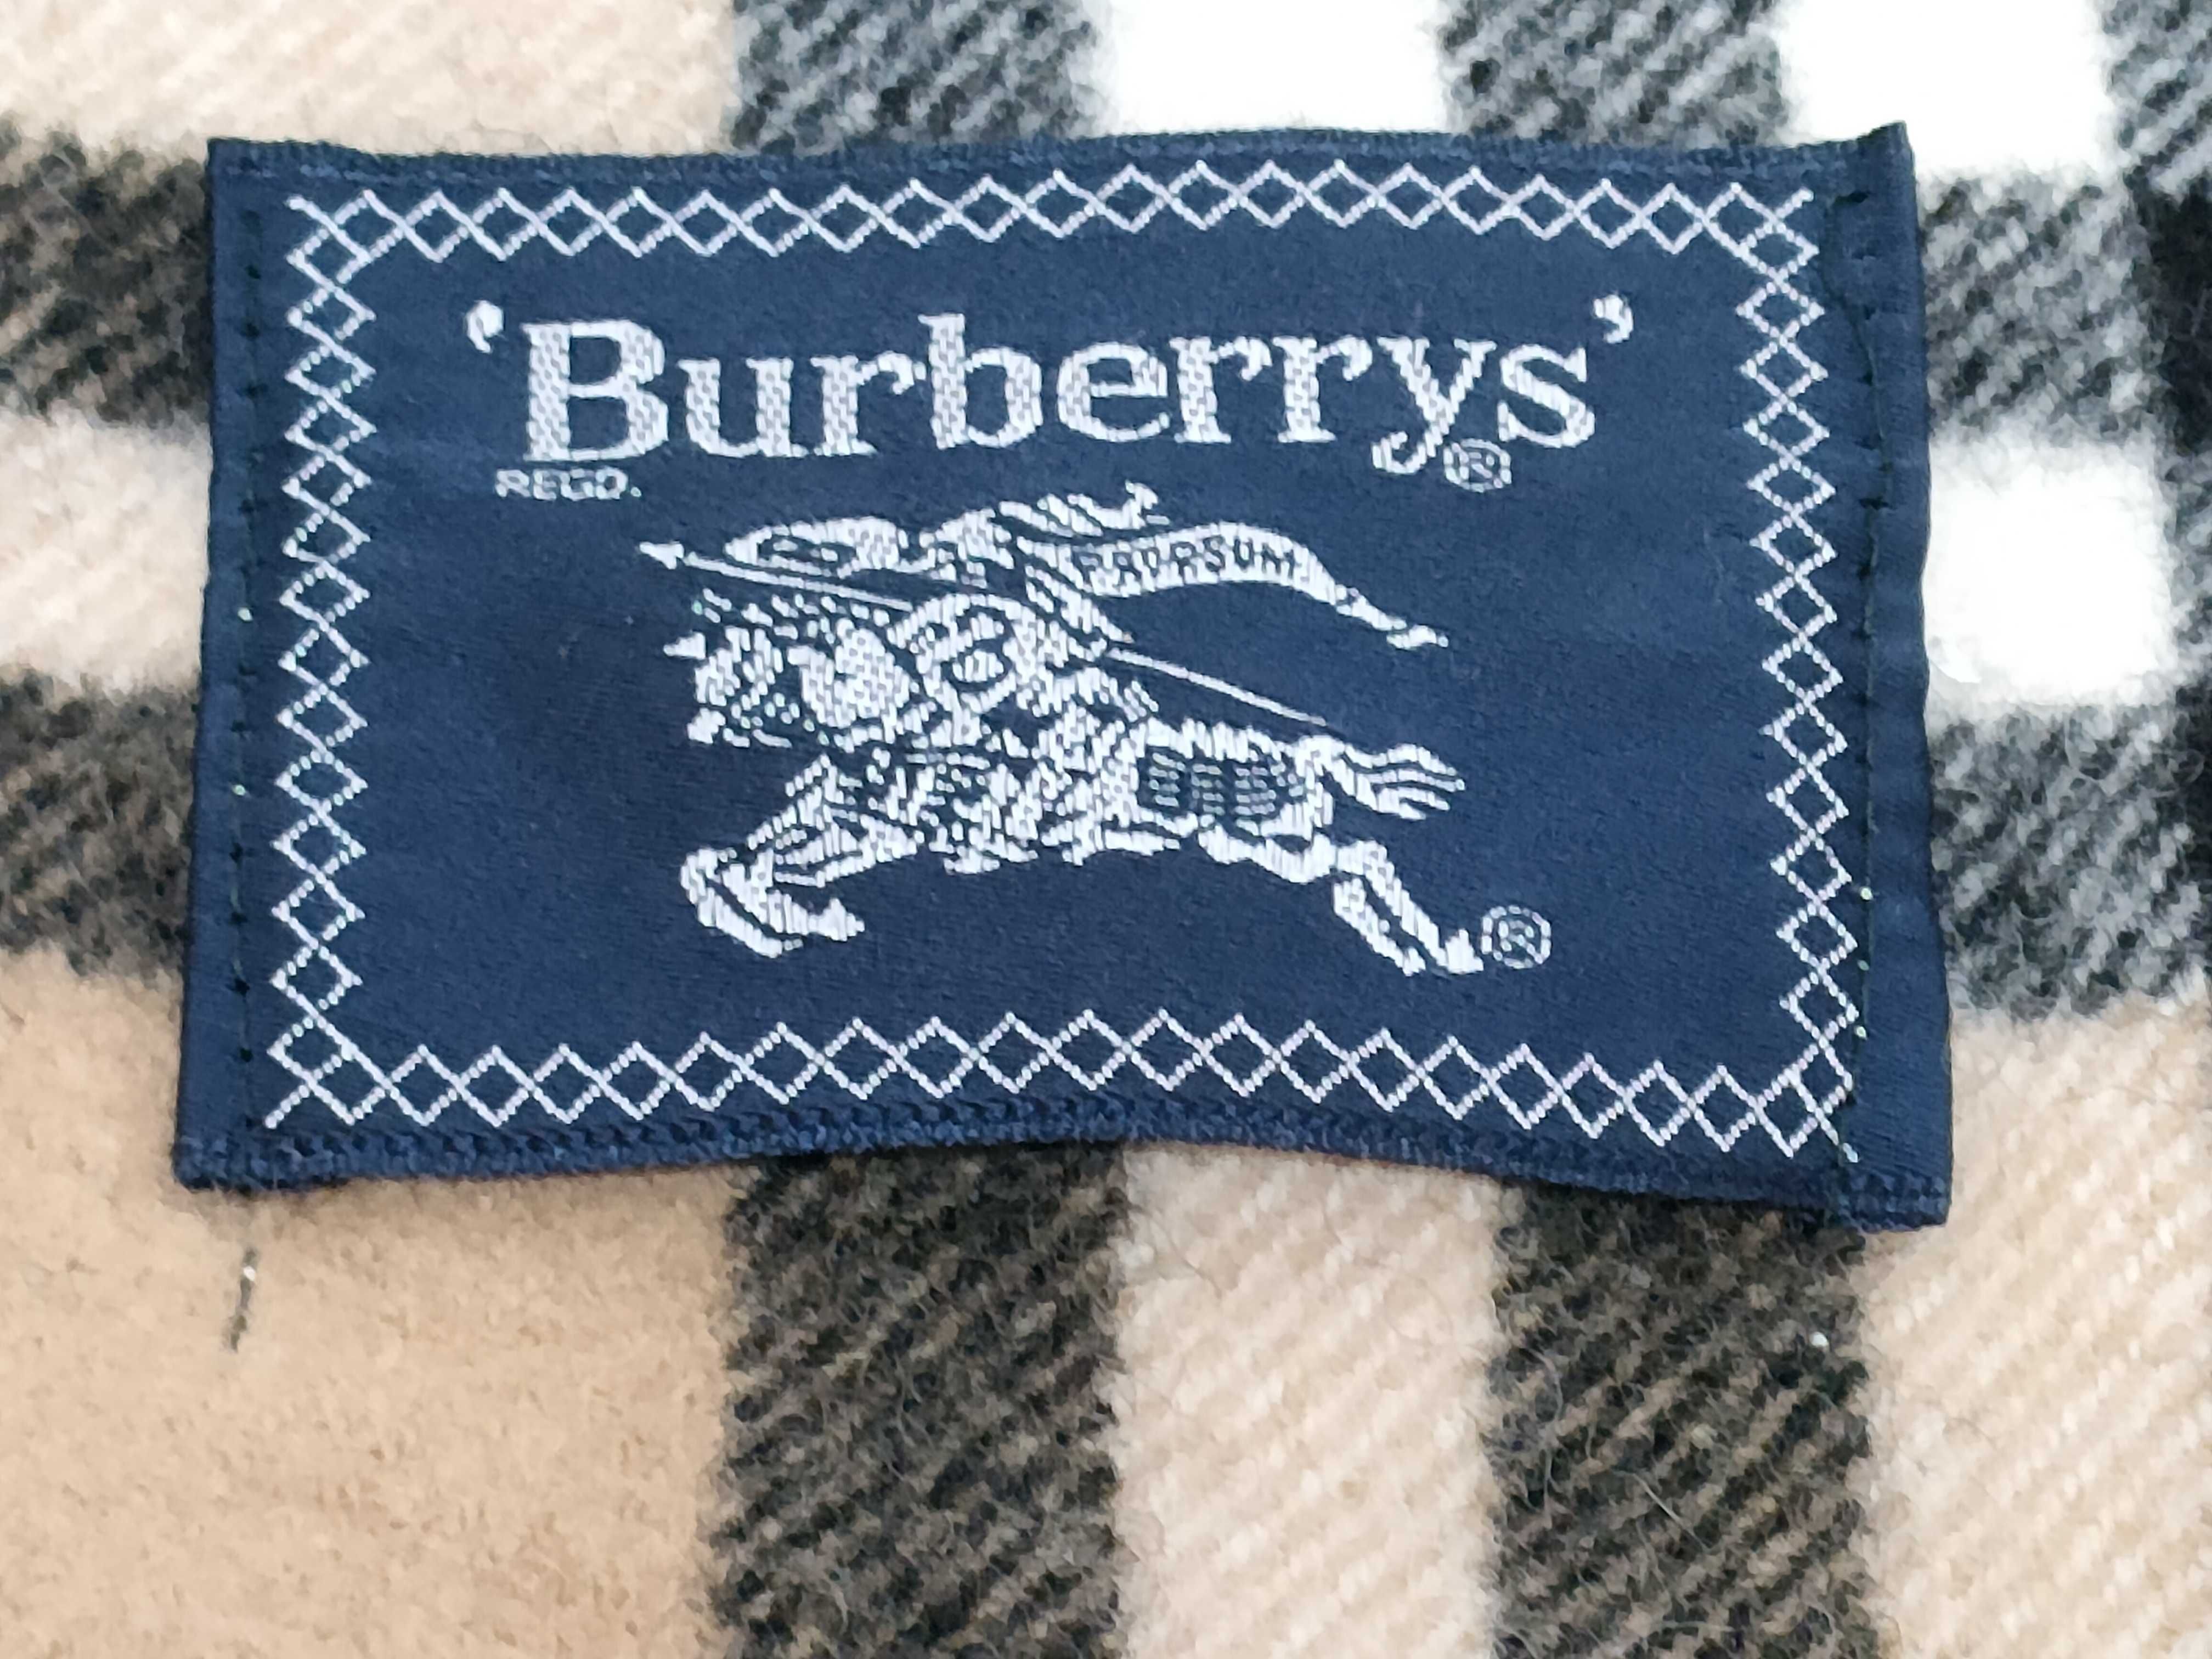 'Burberrys'
REGD. ®
PRORSUM
®